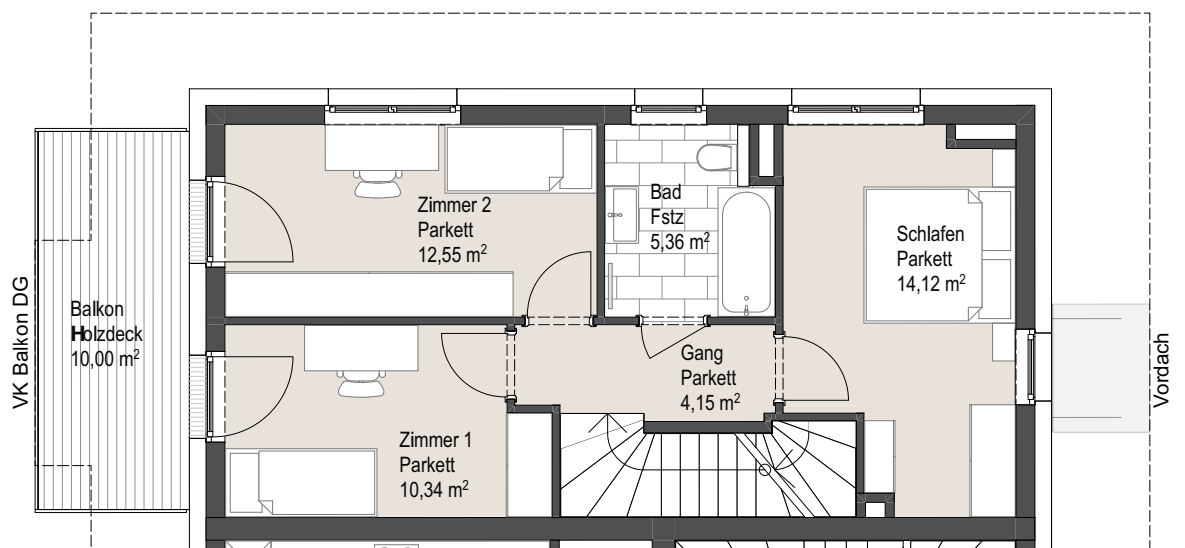 Zimmer 2
Parkett
12,55 m²
Bad
Fstz
5,36 m²
Schlafen
Parkett
14,12 m²
VK Balkon DG
Balkon
Holzdeck
10,00 m²
Gang
Parkett
4,15 m²
Vordach
Zimmer 1
Parkett
10,34 m²